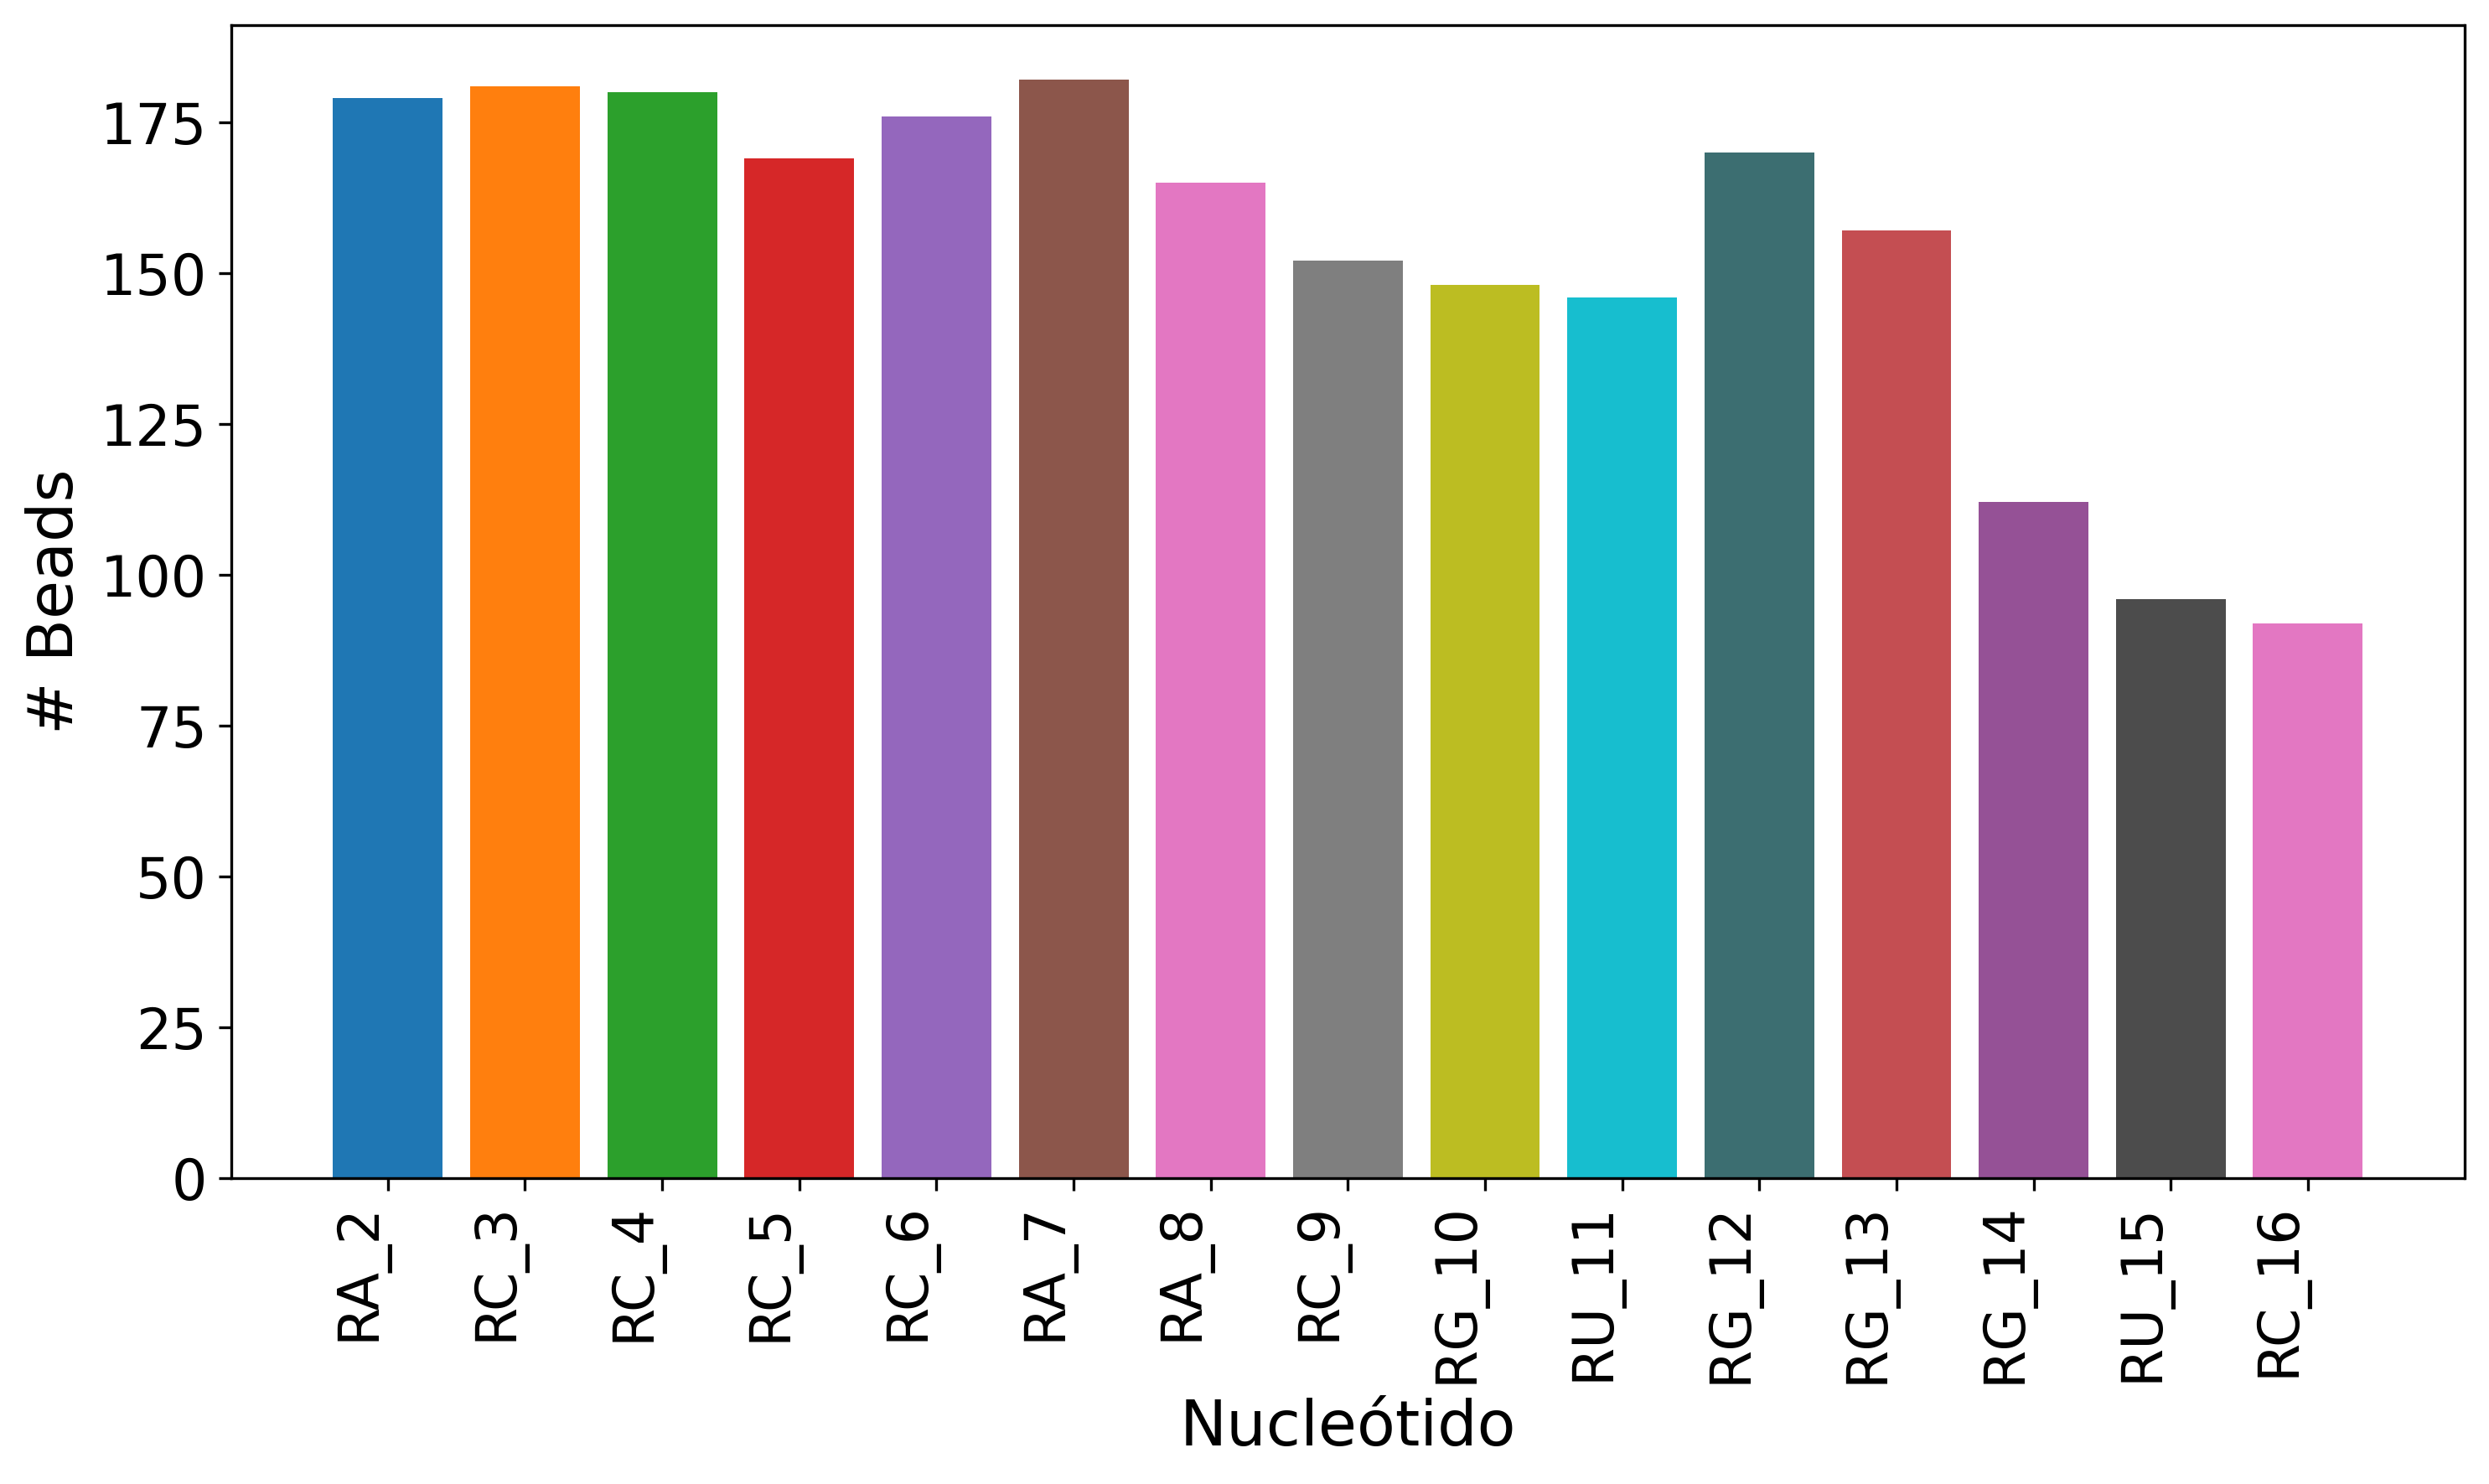 # Beads
175
150
125
100
75
50
25
0
RA_2
RC_3
RC_4
RC_5
RC_6
RA_7
RA_8
RC_9
RG_10
RU_11
RG_12
RG_13
RG_14
RU_15
RC_16
Nucleótido